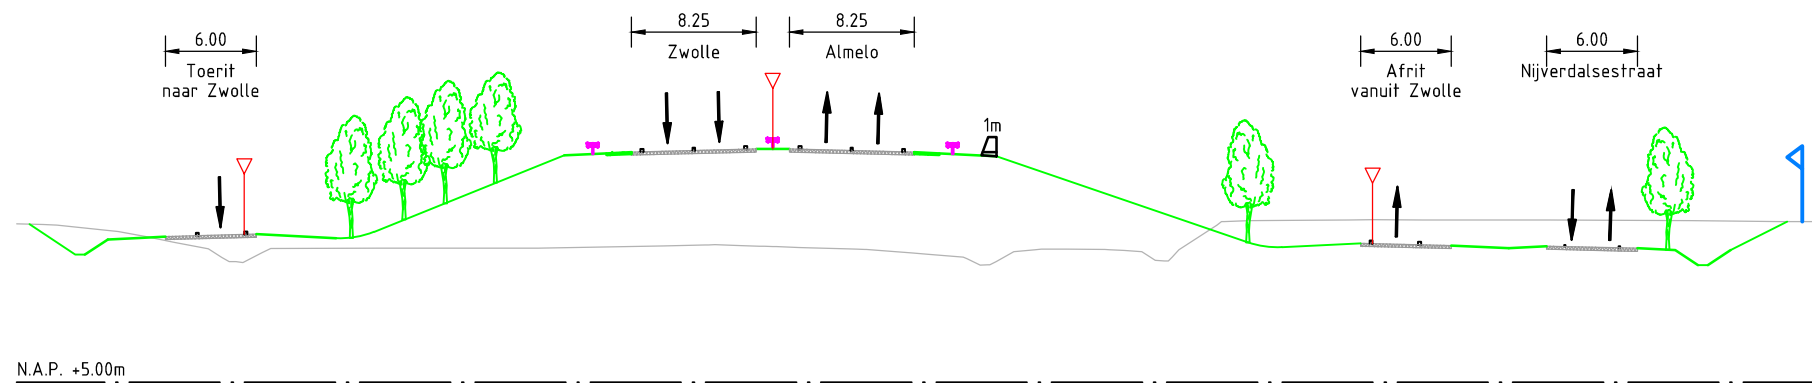 8.25
8.25
Zwolle
Almelo
6.00
Toerit
naar Zwolle
6.00
Afrit
vanuit Zwolle
6.00
Nijverdalsestraat
1m
N.A.P. +5.00m